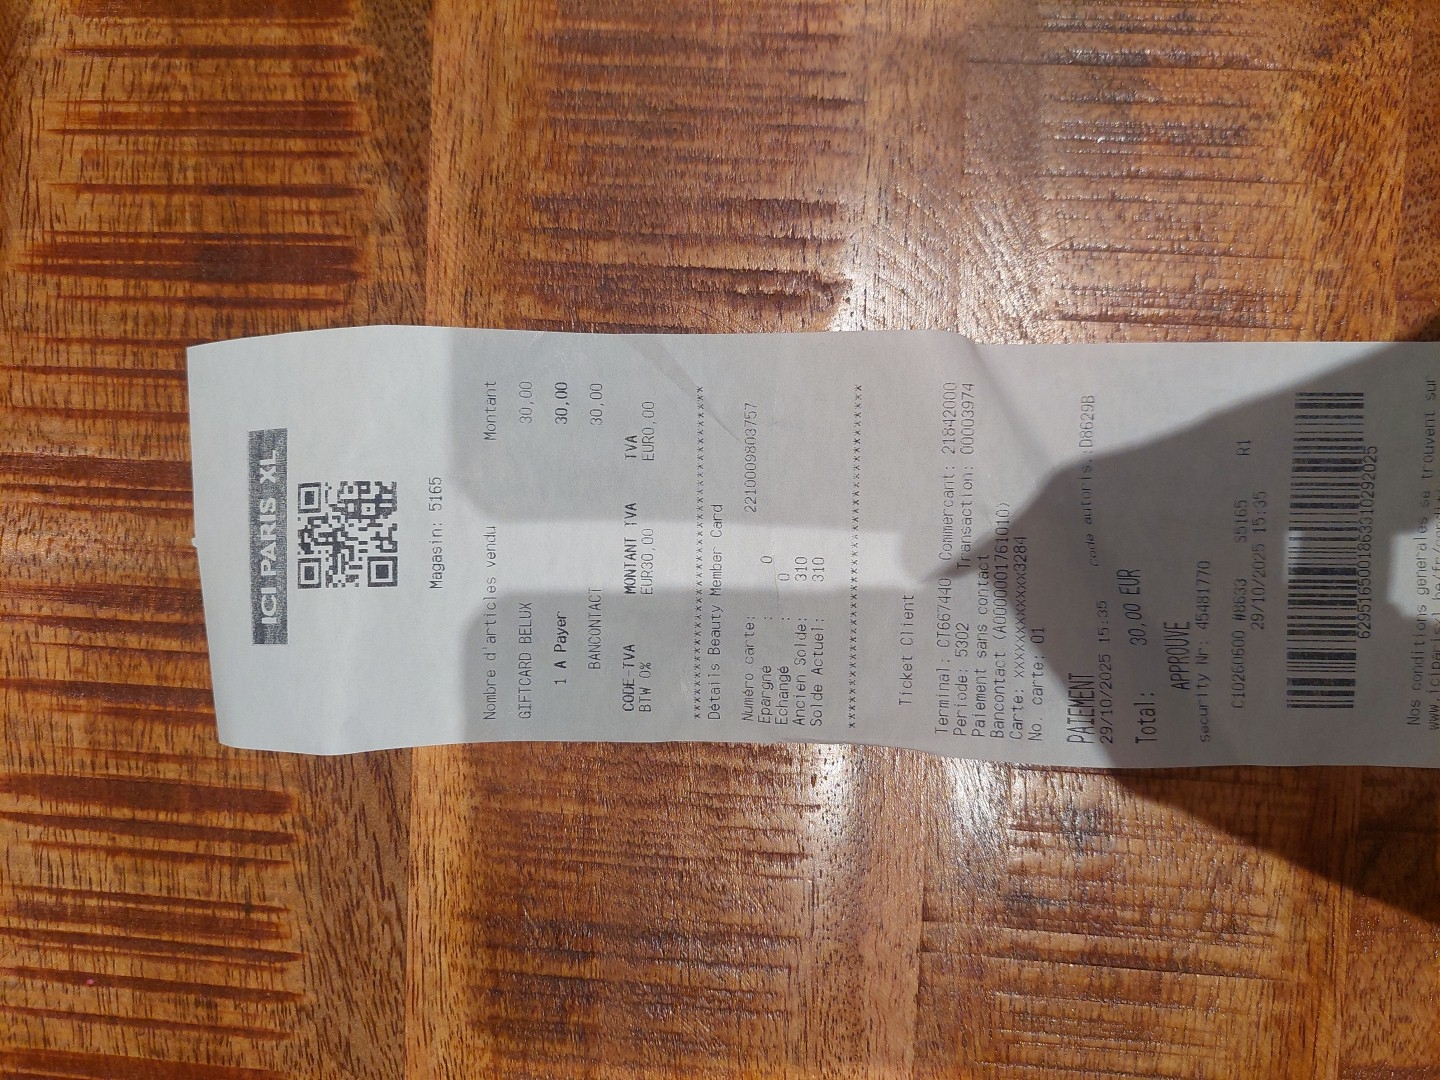 ICI PARIS XL
Magasin: 5165
Nombre d'articles vendu Montant
GIFTCARD BELUX 30,00
1 A Payer 30,00
BANCONTACT 30,00
CODE-TVA MONTANT TVA TVA
BTW 0% EUR30,00 EUR0,00
Détails Beauty Member Card
Numéro carte: 2210009803757
Epargne : 0
Echangé : 0
Ancien Solde: 310
Solde Actuel: 310
Ticket Client
Terminal: CT667440 Commercant: 21842000
Periode: 5302 Transaction: 00003974
Paiement sans contact
Bancontact (A0000001761010)
Carte: xxxxxxxxxxxxx3284
No. carte: 01
PAIEMENT
29/10/2025 15:35 code autoris.:D8629B
Total: 30,00 EUR
APPROUVE
Security Nr: 45481770
C10260600 #8633 S5165 R1
29/10/2025 15:35
6295165001863310292025
Nos conditions generales se trouvent sur